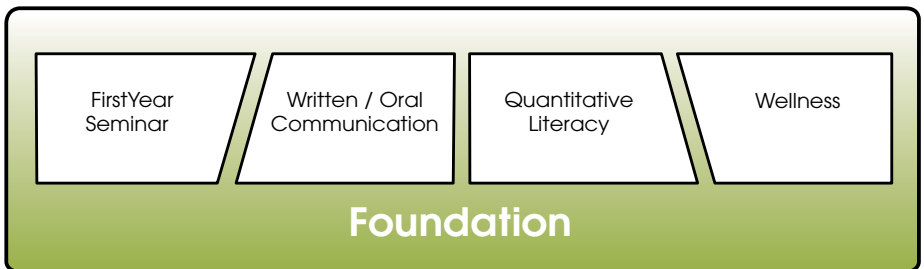 FirstYear
Seminar
Written / Oral
Communication
Quantitative
Literacy
Wellness
Foundation